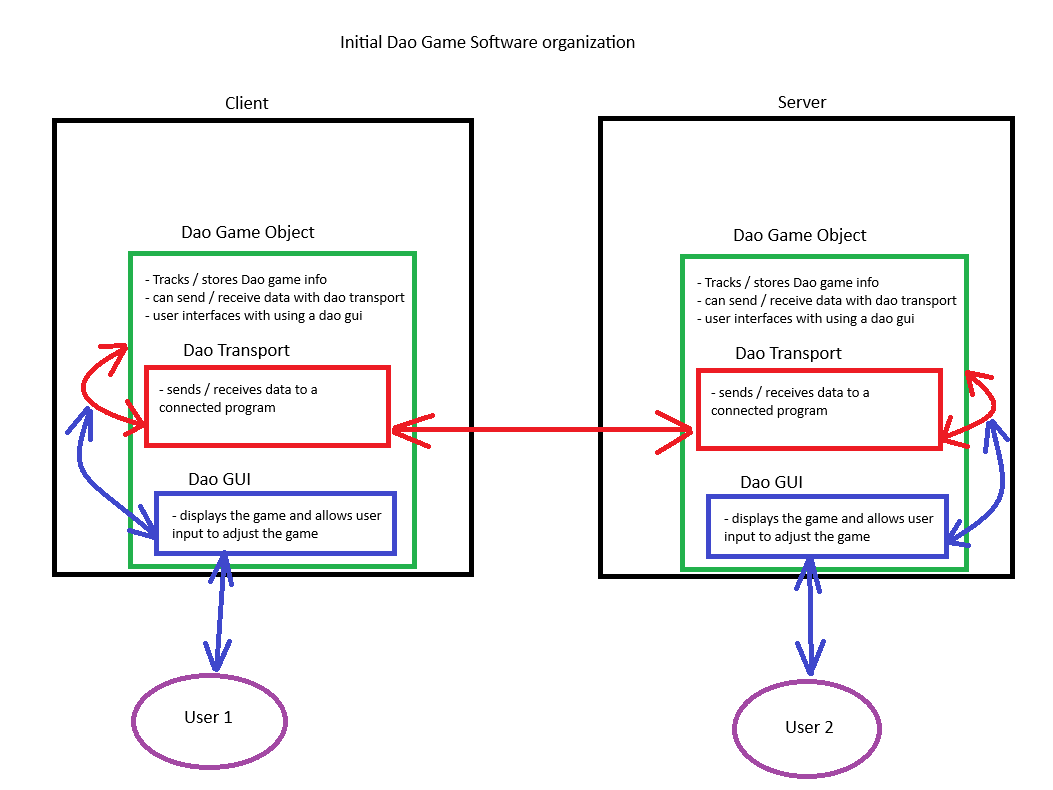 Initial Dao Game Software organization
Client
Server
Dao Game Object
- Tracks / stores Dao game info
- can send / receive data with dao transport
- user interfaces with using a dao gui
Dao Transport
- sends / receives data to a
connected program
Dao GUI
- displays the game and allows user
input to adjust the game
User 1
Dao Game Object
- Tracks / stores Dao game info
- can send / receive data with dao transport
- user interfaces with using a dao gui
Dao Transport
- sends / receives data to a
connected program
Dao GUI
- displays the game and allows user
input to adjust the game
User 2